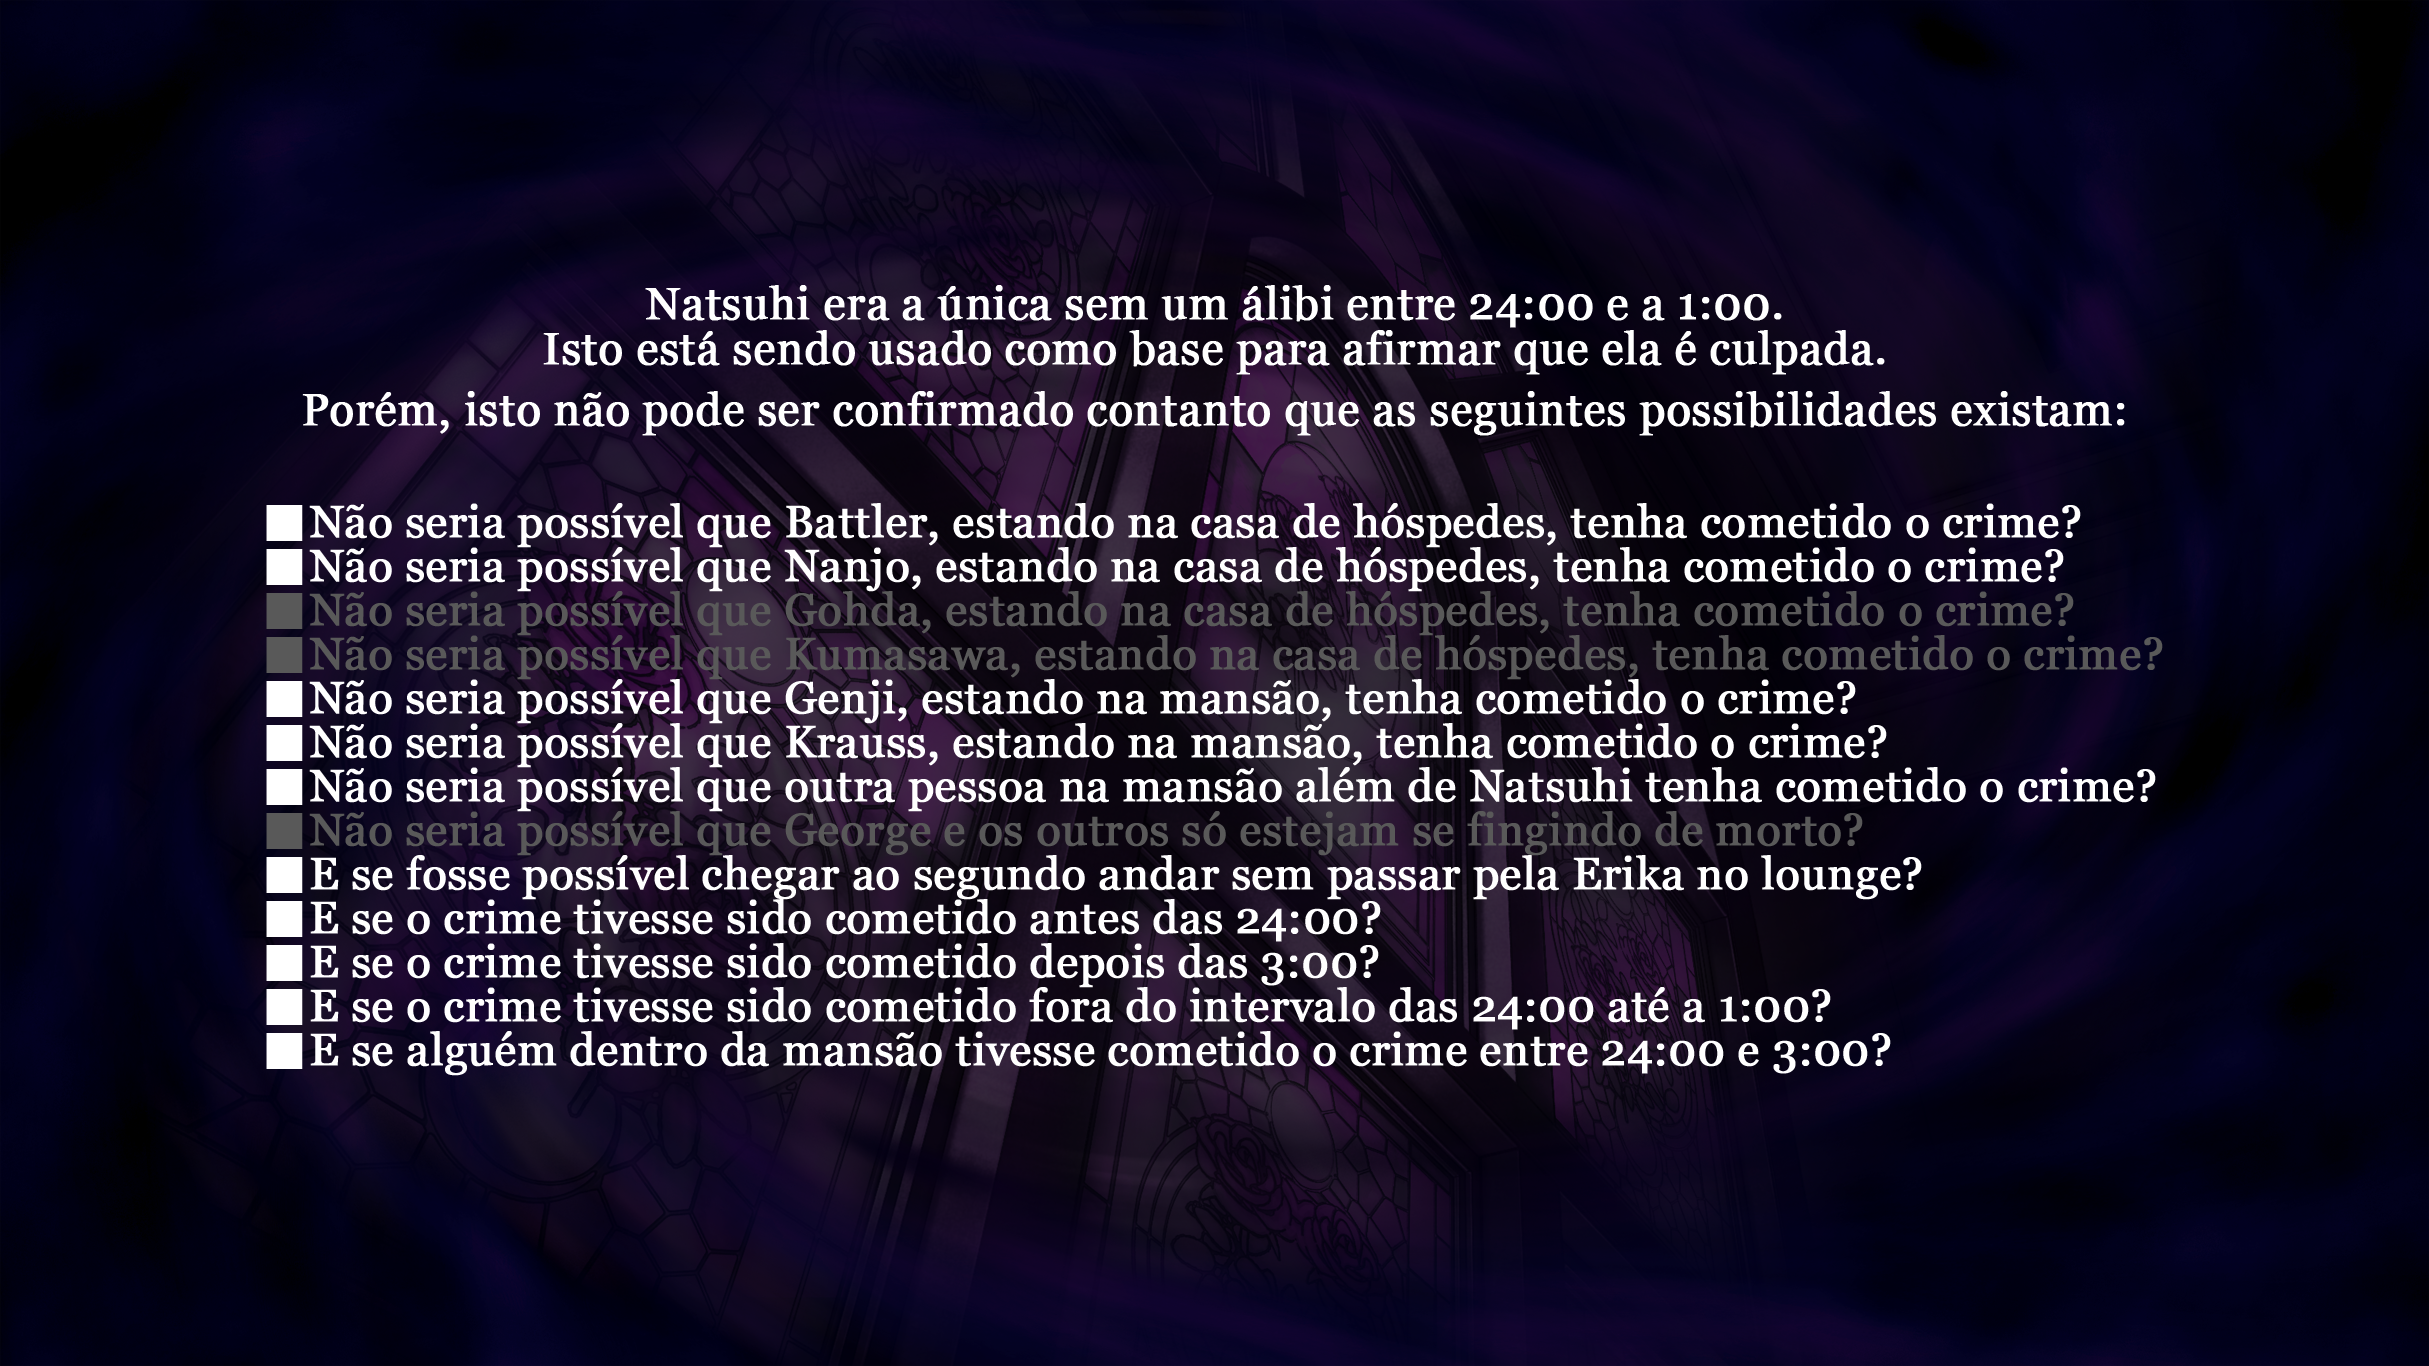 Natsuhi era a única sem um álibi entre 24:00 e a 1:00.
Isto está sendo usado como base para afirmar que ela é culpada.
Porém, isto não pode ser confirmado contanto que as seguintes possibilidades existam:
■Não seria possível que Battler, estando na casa de hóspedes, tenha cometido o crime?
■Não seria possível que Nanjo, estando na casa de hóspedes, tenha cometido o crime?
■Não seria possível que Gohda, estando na casa de hóspedes, tenha cometido o crime?
■Não seria possível que Kumasawa, estando na casa de hóspedes, tenha cometido o crime?
■Não seria possível que Genji, estando na mansão, tenha cometido o crime?
■Não seria possível que Krauss, estando na mansão, tenha cometido o crime?
■Não seria possível que outra pessoa na mansão além de Natsuhi tenha cometido o crime?
■Não seria possível que George e os outros só estejam se fingindo de morto?
■E se fosse possível chegar ao segundo andar sem passar pela Erika no lounge?
■E se o crime tivesse sido cometido antes das 24:00?
■E se o crime tivesse sido cometido depois das 3:00?
■E se o crime tivesse sido cometido fora do intervalo das 24:00 até a 1:00?
■E se alguém dentro da mansão tivesse cometido o crime entre 24:00 e 3:00?